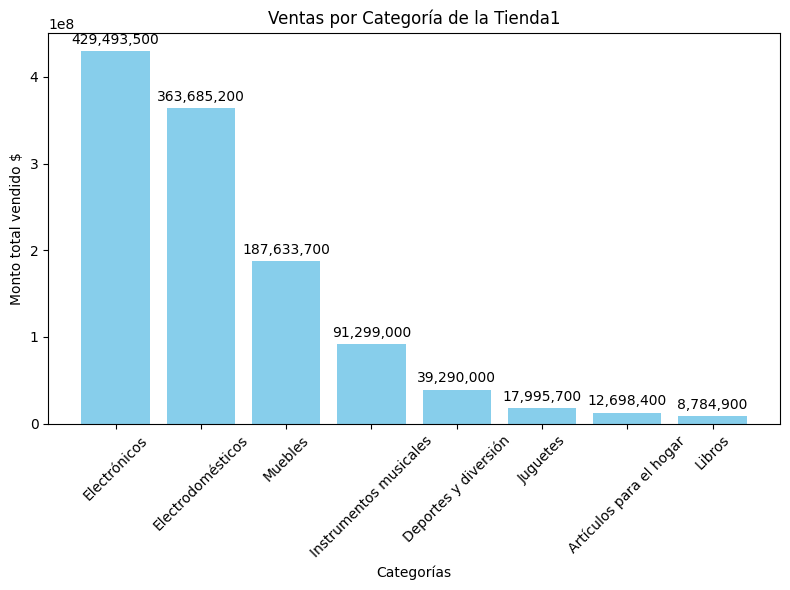 Ventas por Categoría de la Tienda1
1e8
429,493,500
363,685,200
187,633,700
91,299,000
39,290,000
17,995,700
12,698,400
8,784,900
4
3
2
1
0
Monto total vendido $
Electrónicos
Electrodomésticos
Muebles
Instrumentos musicales
Deportes y diversión
Juguetes
Artículos para el hogar
Libros
Categorías